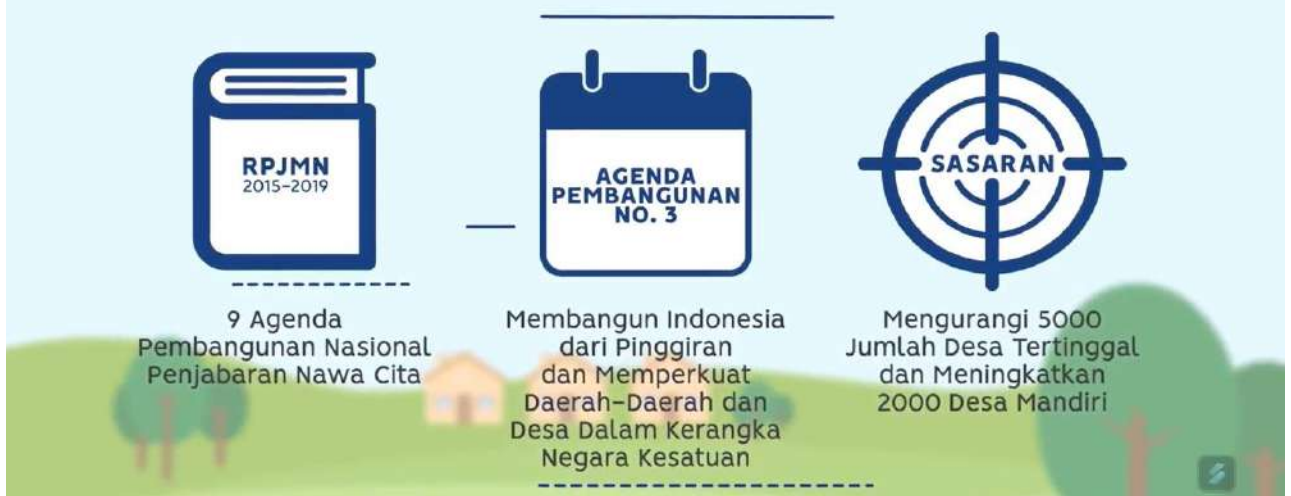 RPJMN
2015-2019
9 Agenda
Pembangunan Nasional
Penjabaran Nawa Cita
AGENDA
PEMBANGUNAN
NO. 3
Membangun Indonesia
dari Pinggiran
dan Memperkuat
Daerah-Daerah dan
Desa Dalam Kerangka
Negara Kesatuan
SASARAN
Mengurangi 5000
Jumlah Desa Tertinggal
dan Meningkatkan
2000 Desa Mandiri